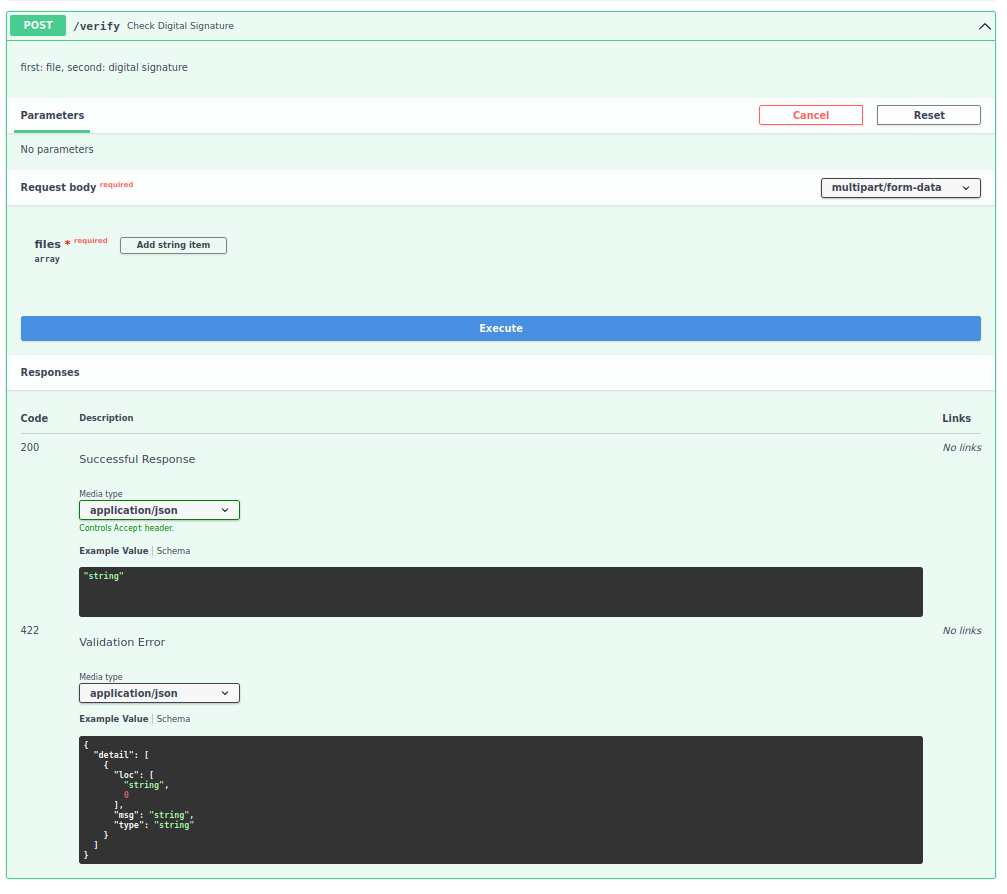 POST /verify Check Digital Signature
first: file, second: digital signature
Parameters Cancel Reset
No parameters
Request body required multipart/form-data
files * required Add string item
array
Execute
Responses
Code Description Links
200 No links
Successful Response
Media type
application/json
Controls Accept header.
Example Value | Schema
"string"
422 No links
Validation Error
Media type
application/json
Example Value | Schema
{
"detail": [
{
"loc": [
"string",
0
],
"msg": "string",
"type": "string"
}
]
}